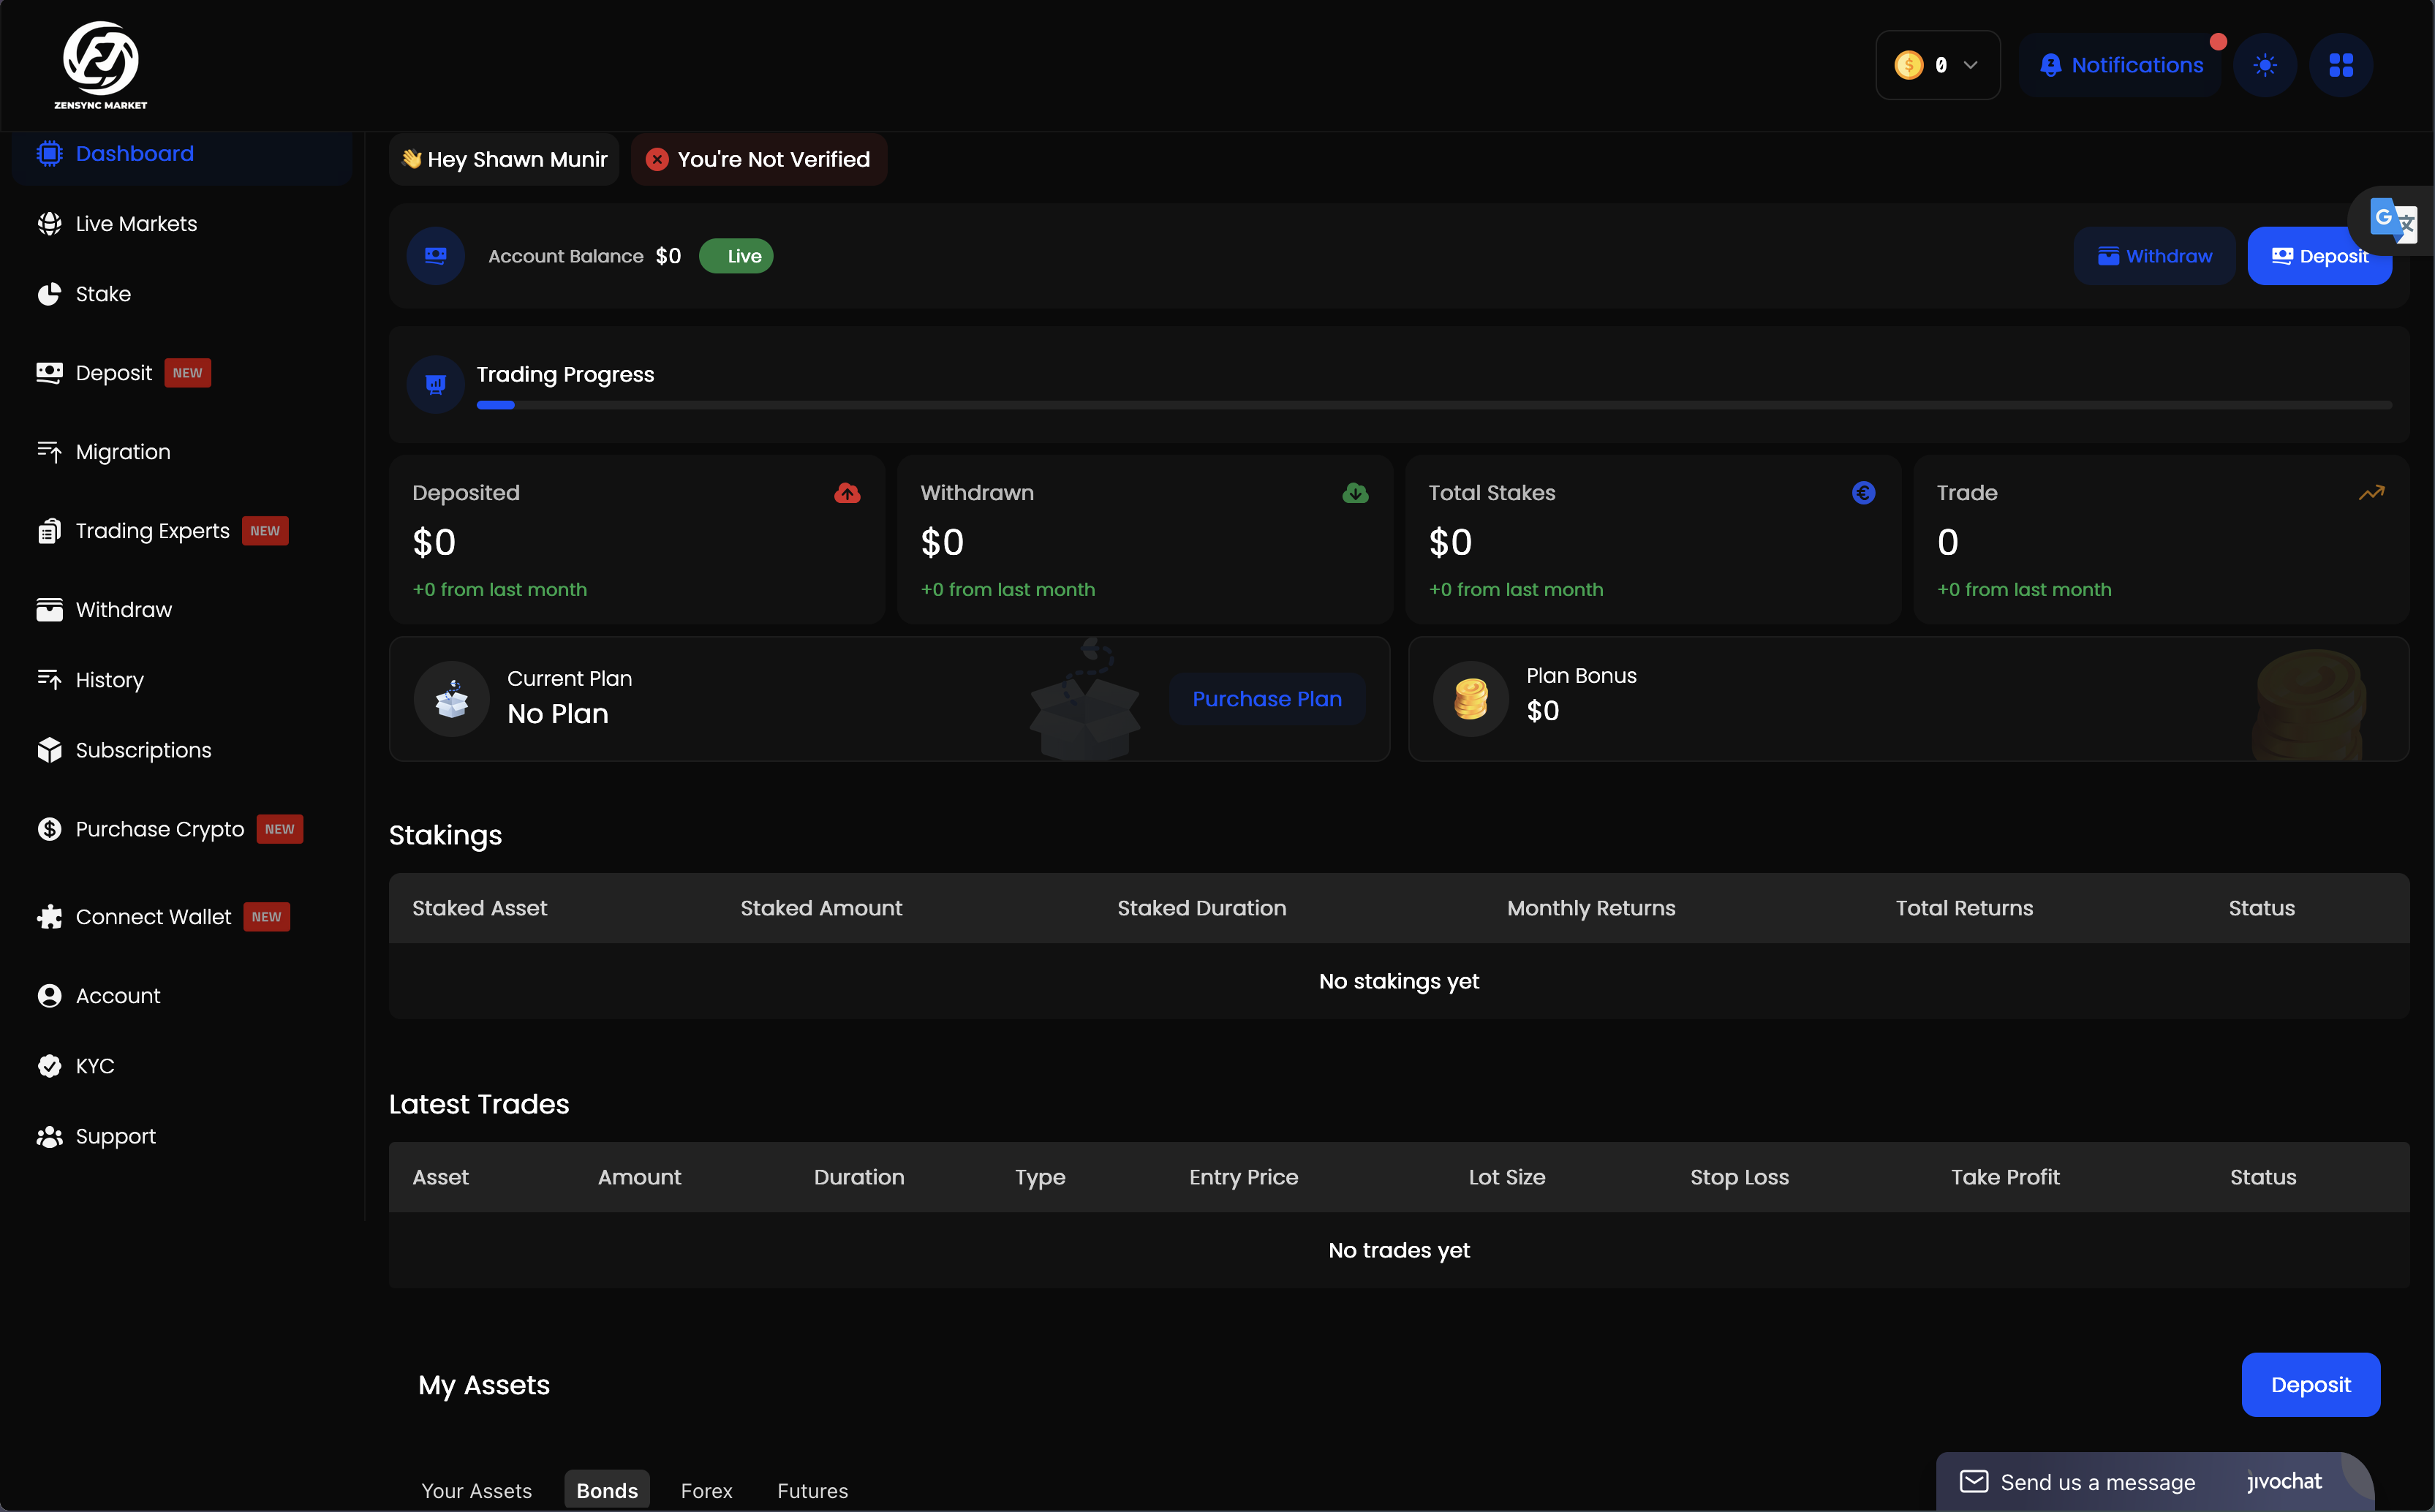 ZENSYNC MARKET
0
Notifications
Dashboard
Live Markets
Stake
Deposit NEW
Migration
Trading Experts NEW
Withdraw
History
Subscriptions
Purchase Crypto NEW
Connect Wallet NEW
Account
KYC
Support
👋 Hey Shawn Munir
You're Not Verified
Account Balance $0 Live
Withdraw
Deposit
Trading Progress
Deposited
$0
+0 from last month
Withdrawn
$0
+0 from last month
Total Stakes
$0
+0 from last month
Trade
0
+0 from last month
Current Plan
No Plan
Purchase Plan
Plan Bonus
$0
Stakings
Staked Asset Staked Amount Staked Duration Monthly Returns Total Returns Status
No stakings yet
Latest Trades
Asset Amount Duration Type Entry Price Lot Size Stop Loss Take Profit Status
No trades yet
My Assets
Deposit
Your Assets Bonds Forex Futures
Send us a message jivochat